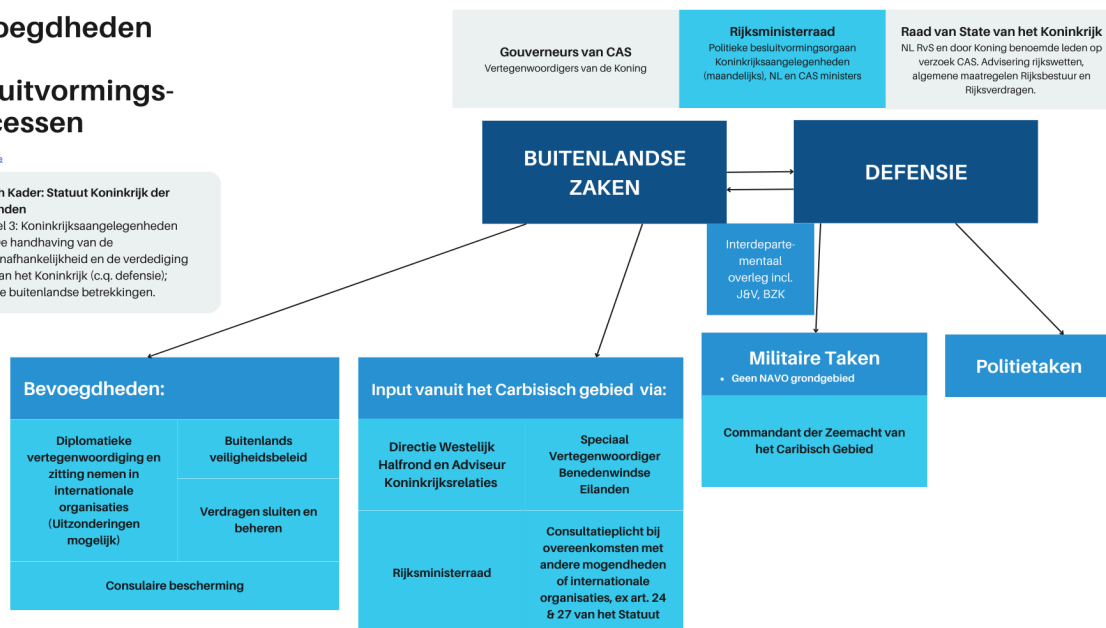 oegdheden
uitvormings-
cessen
h Kader: Statuut Koninkrijk der
nden
el 3: Koninkrijksaangelegenheden
e handhaving van de
nafhankelijkheid en de verdediging
an het Koninkrijk (c.q. defensie);
e buitenlandse betrekkingen.
Gouverneurs van CAS
Vertegenwoordigers van de Koning
Rijksministerraad
Politieke besluitvormingsorgaan
Koninkrijksaangelegenheden
(maandelijks), NL en CAS ministers
Raad van State van het Koninkrijk
NL RvS en door Koning benoemde leden op
verzoek CAS. Advisering rijkswetten,
algemene maatregelen Rijksbestuur en
Rijksverdragen.
BUITENLANDSE
ZAKEN
DEFENSIE
Interdeparte-
mentaal
overleg incl.
J&V, BZK
Bevoegdheden:
Diplomatieke
vertegenwoordiging en
zitting nemen in
internationale
organisaties
(Uitzonderingen
mogelijk)
Buitenlands
veiligheidsbeleid
Verdragen sluiten en
beheren
Consulaire bescherming
Input vanuit het Carbisisch gebied via:
Directie Westelijk
Halfrond en Adviseur
Koninkrijksrelaties
Speciaal
Vertegenwoordiger
Benedenwindse
Eilanden
Rijksministerraad
Consultatieplicht bij
overeenkomsten met
andere mogendheden
of internationale
organisaties, ex art. 24
& 27 van het Statuut
Militaire Taken
• Geen NAVO grondgebied
Commandant der Zeemacht van
het Caribisch Gebied
Politietaken